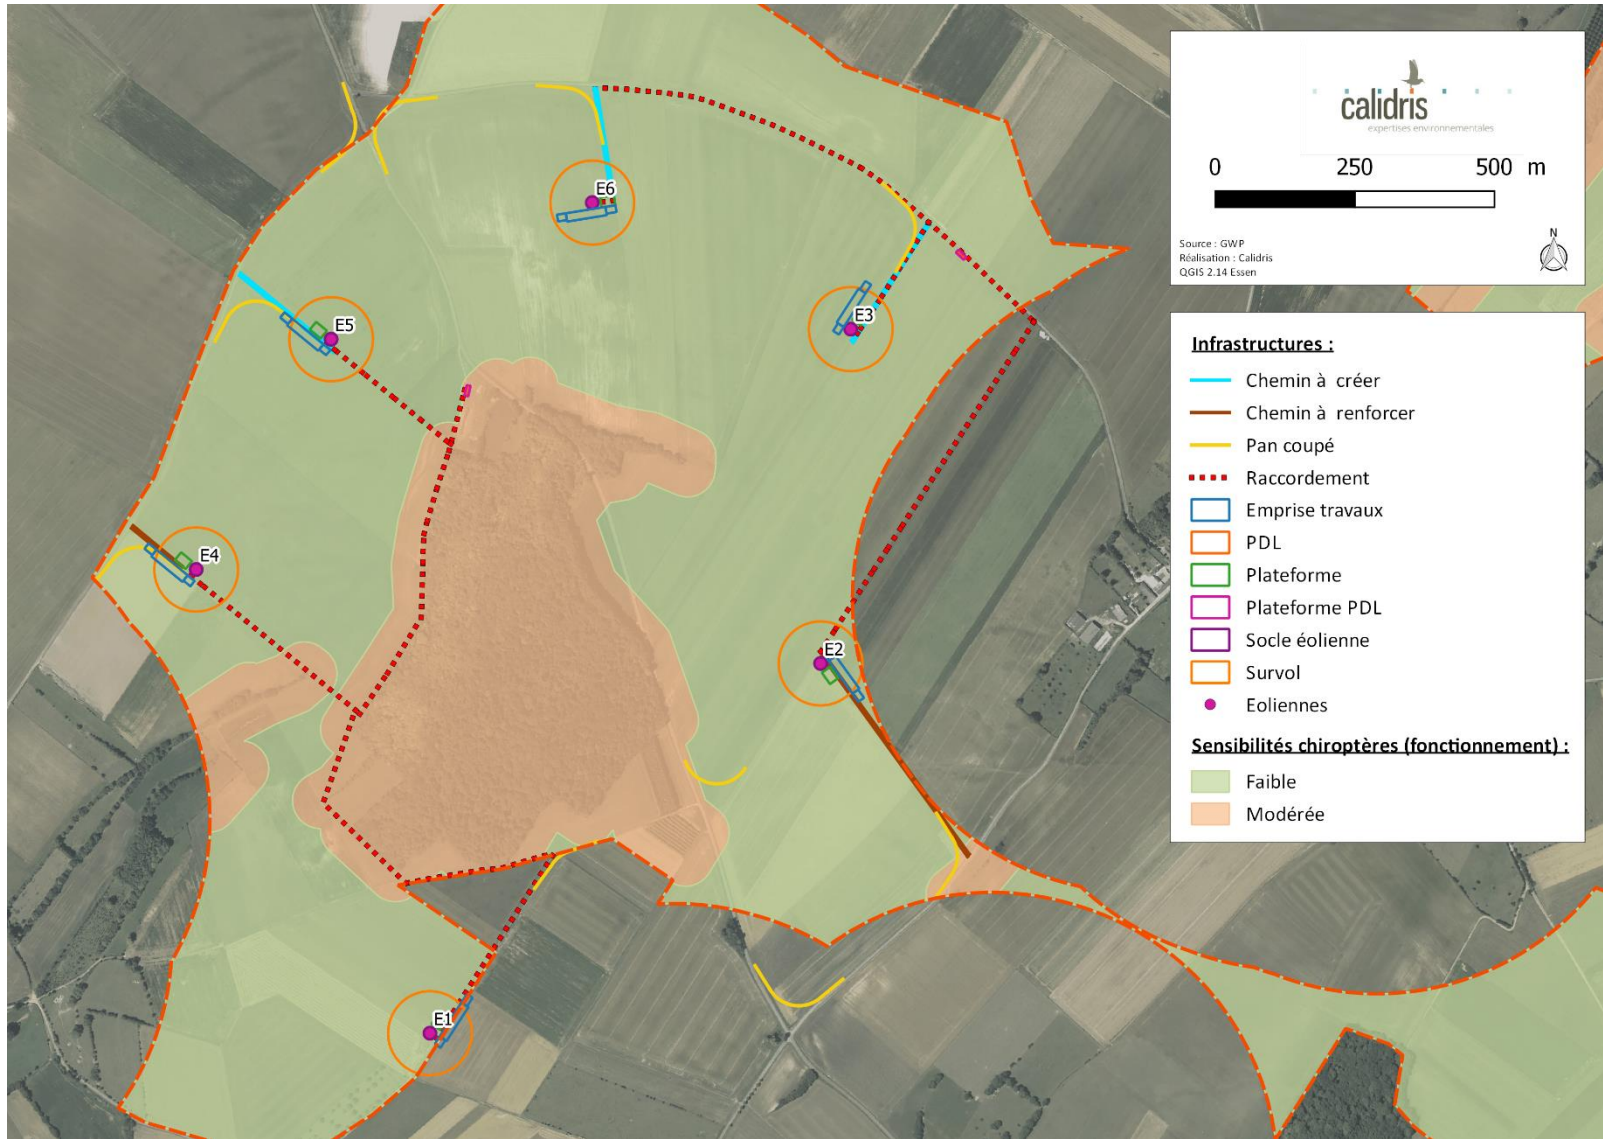 calidris
expertises environnementales
0 250 500 m
Source : GWP
Réalisation : Calidris
QGIS 2.14 Essen
N
Infrastructures :
Chemin à créer
Chemin à renforcer
Pan coupé
Raccordement
Emprise travaux
PDL
Plateforme
Plateforme PDL
Socle éolienne
Survol
Eoliennes
Sensibilités chiroptères (fonctionnement) :
Faible
Modérée
E6
E3
E5
E4
E2
E1